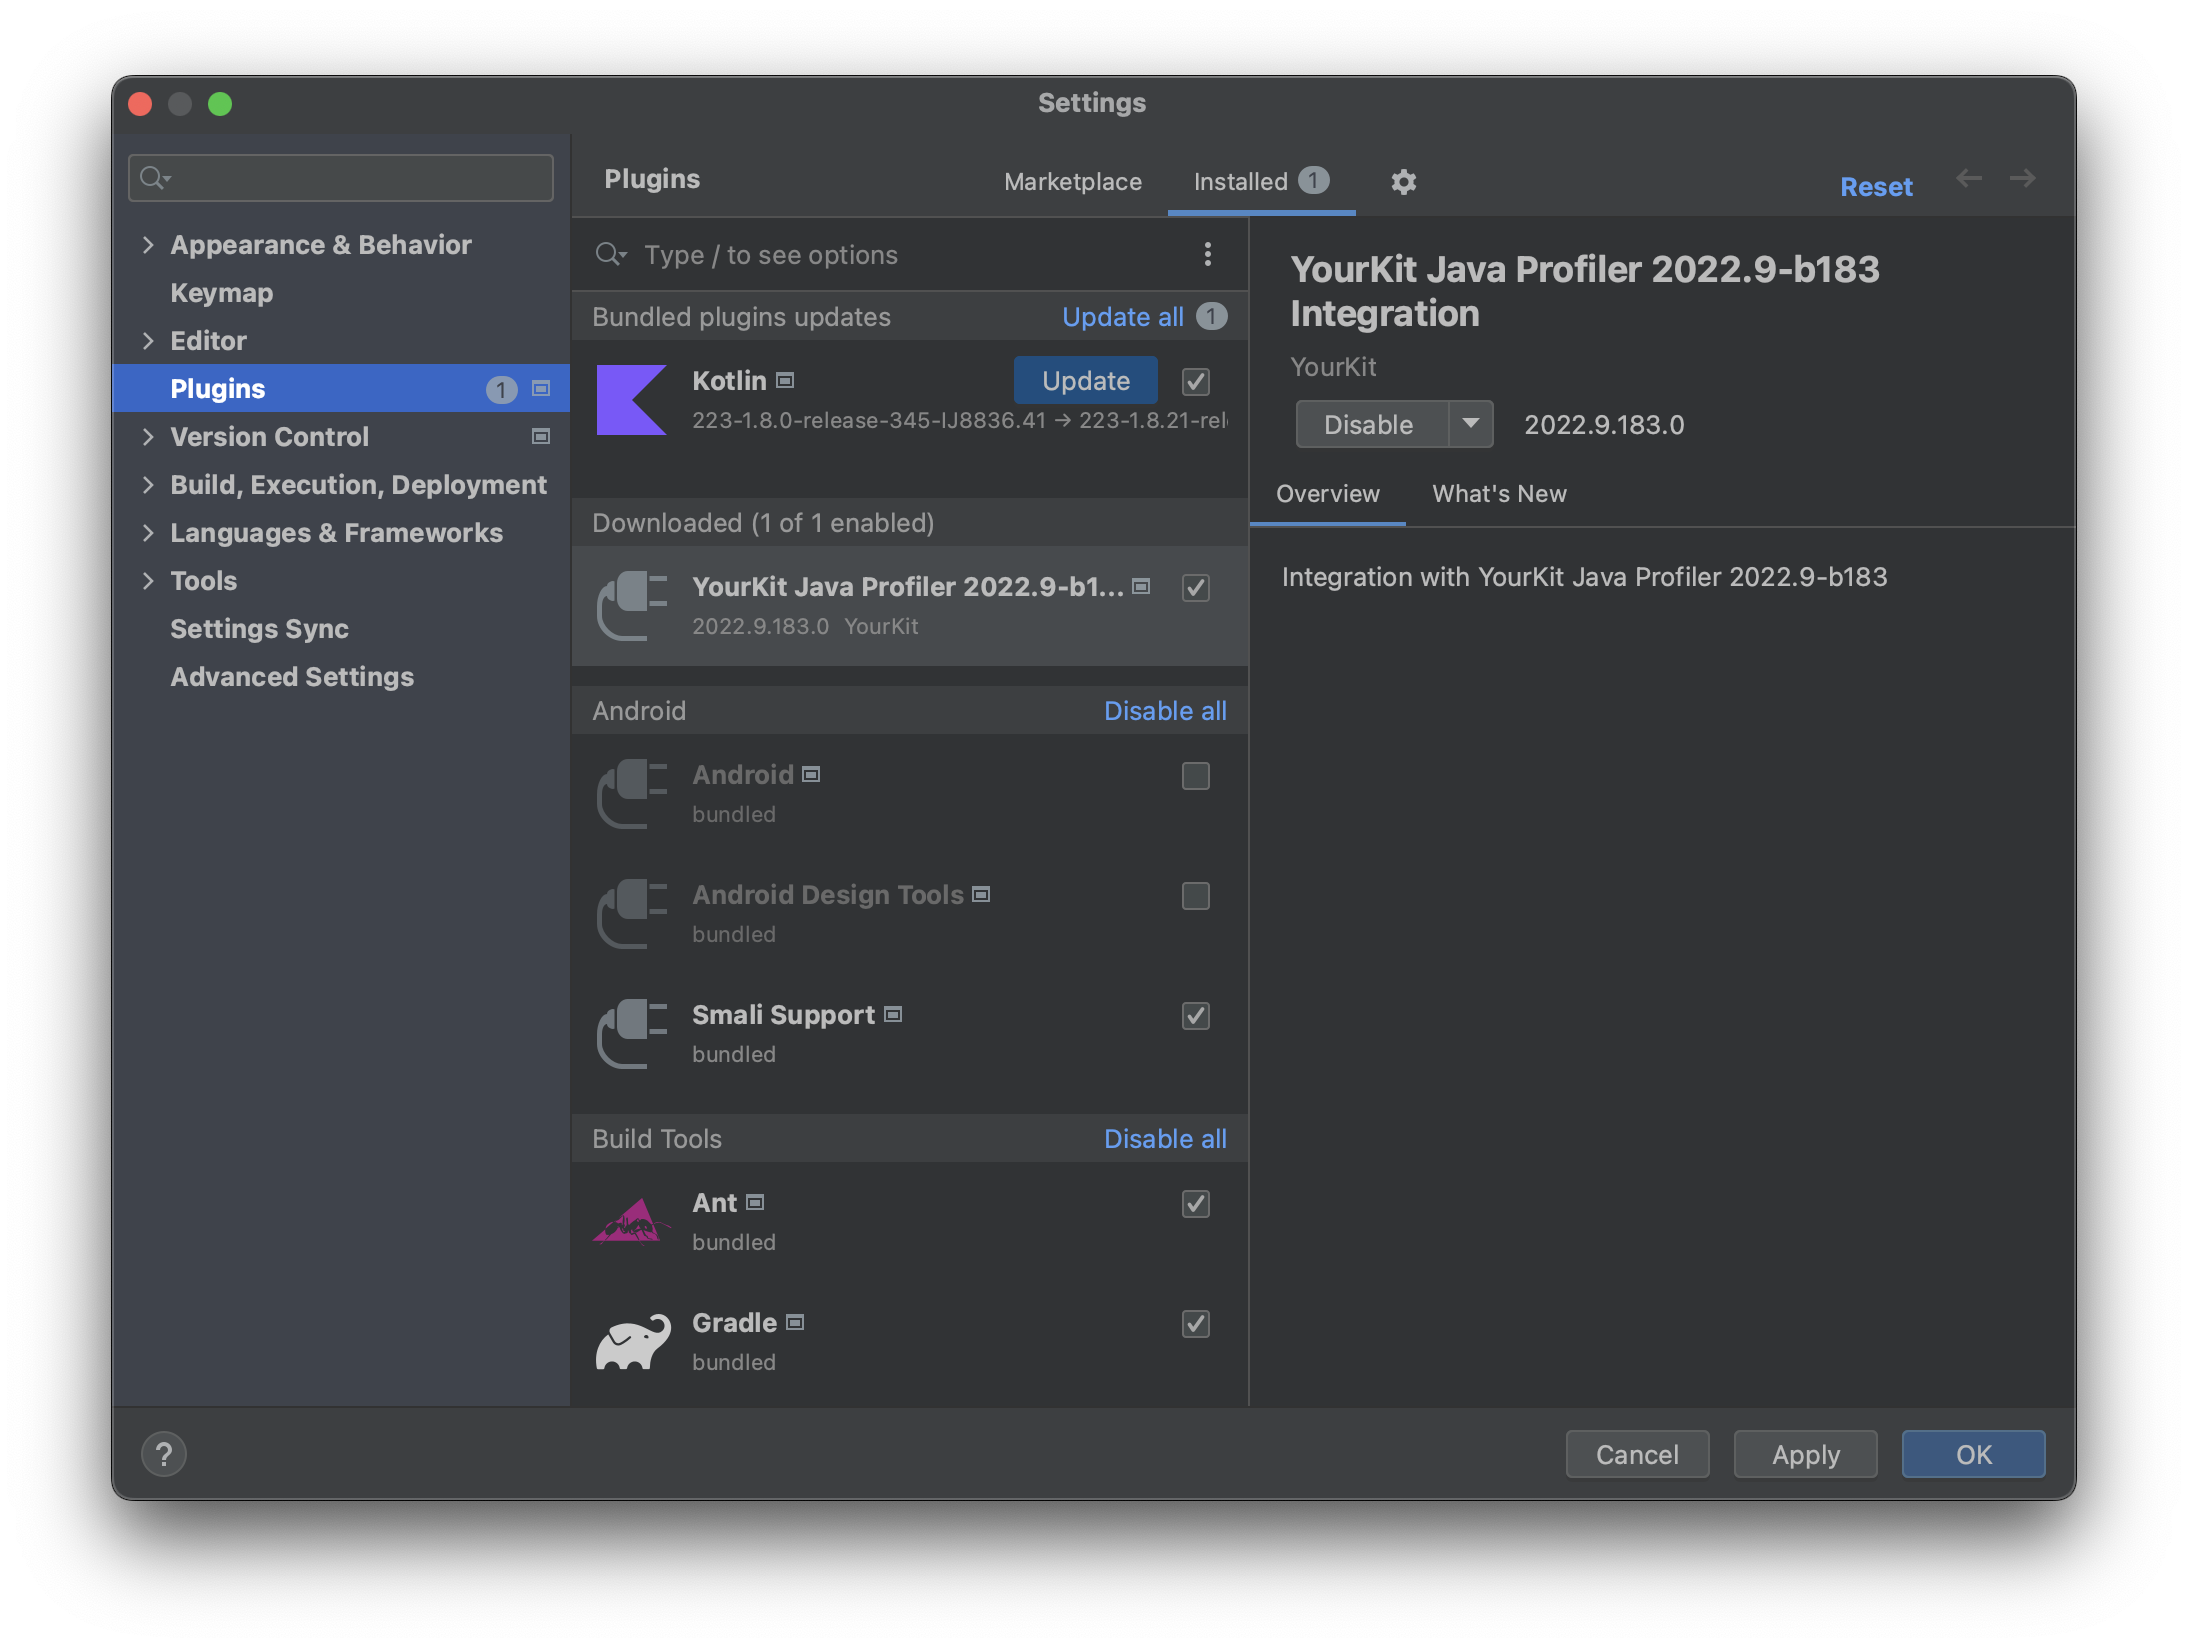 Settings
Appearance & Behavior
Keymap
Editor
Plugins 1
Version Control
Build, Execution, Deployment
Languages & Frameworks
Tools
Settings Sync
Advanced Settings
Plugins
Marketplace
Installed 1
Reset
Type / to see options
Bundled plugins updates Update all 1
Kotlin Update
223-1.8.0-release-345-IJ8836.41 → 223-1.8.21-rel
Downloaded (1 of 1 enabled)
YourKit Java Profiler 2022.9-b1...
2022.9.183.0 YourKit
Android Disable all
Android
bundled
Android Design Tools
bundled
Smali Support
bundled
Build Tools Disable all
Ant
bundled
Gradle
bundled
YourKit Java Profiler 2022.9-b183
Integration
YourKit
Disable 2022.9.183.0
Overview What's New
Integration with YourKit Java Profiler 2022.9-b183
?
Cancel
Apply
OK